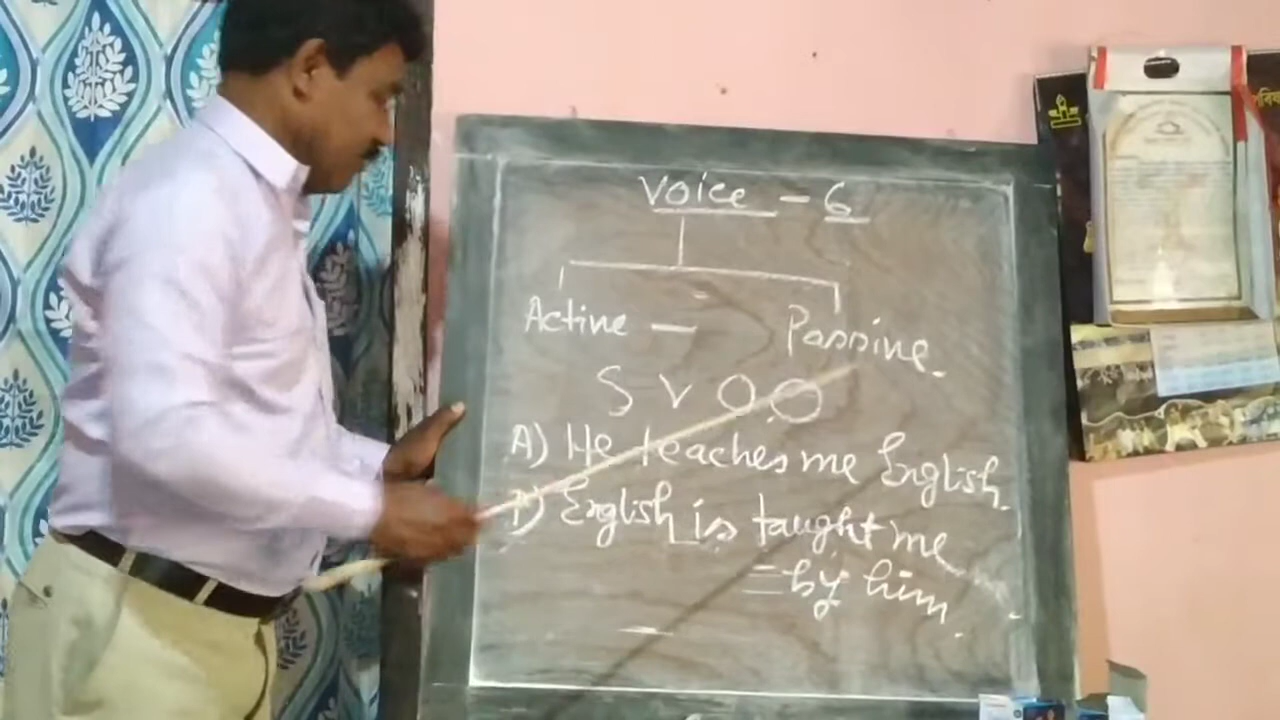 Voice - 6
Active — Passive.
S V O O
A) He teaches me English.
P) English is taught me
= by him.